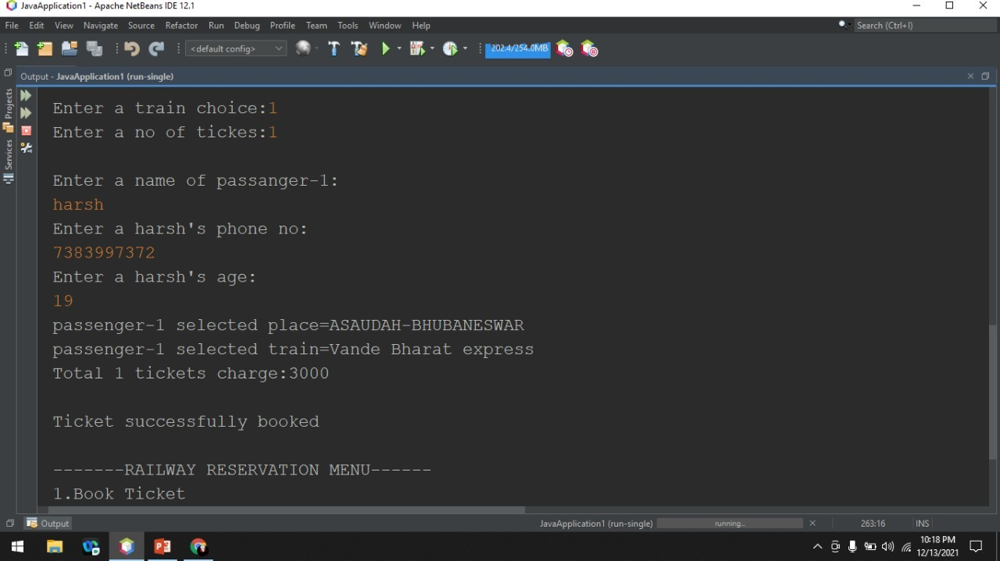 JavaApplication1 - Apache NetBeans IDE 12.1
File Edit View Navigate Source Refactor Run Debug Profile Team Tools Window Help
Search (Ctrl+I)
<default config>
202.4/254.0MB
Output - JavaApplication1 (run-single)
Projects
Services
Enter a train choice:1
Enter a no of tickes:1
Enter a name of passanger-1:
harsh
Enter a harsh's phone no:
7383997372
Enter a harsh's age:
19
passenger-1 selected place=ASAUDAH-BHUBANESWAR
passenger-1 selected train=Vande Bharat express
Total 1 tickets charge:3000
Ticket successfully booked
-------RAILWAY RESERVATION MENU------
1.Book Ticket
Output
JavaApplication1 (run-single)
running...
263:16
INS
10:18 PM
12/13/2021